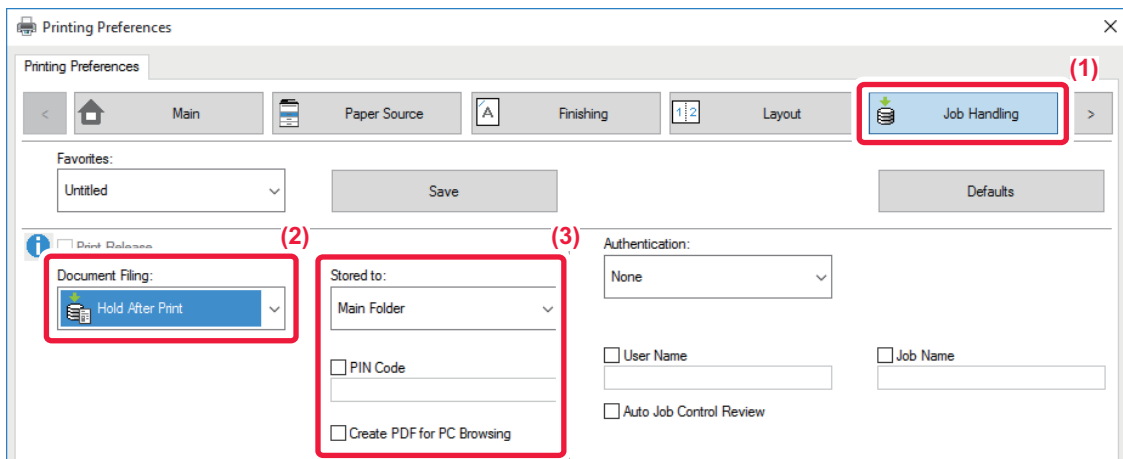 Printing Preferences
Printing Preferences
(1)
< Main Paper Source A Finishing 1 2 Layout Job Handling >
Favorites:
Untitled Save Defaults
Print Release (2) (3) Authentication:
Document Filing: Stored to: None
Hold After Print Main Folder
PIN Code User Name Job Name
Auto Job Control Review
Create PDF for PC Browsing